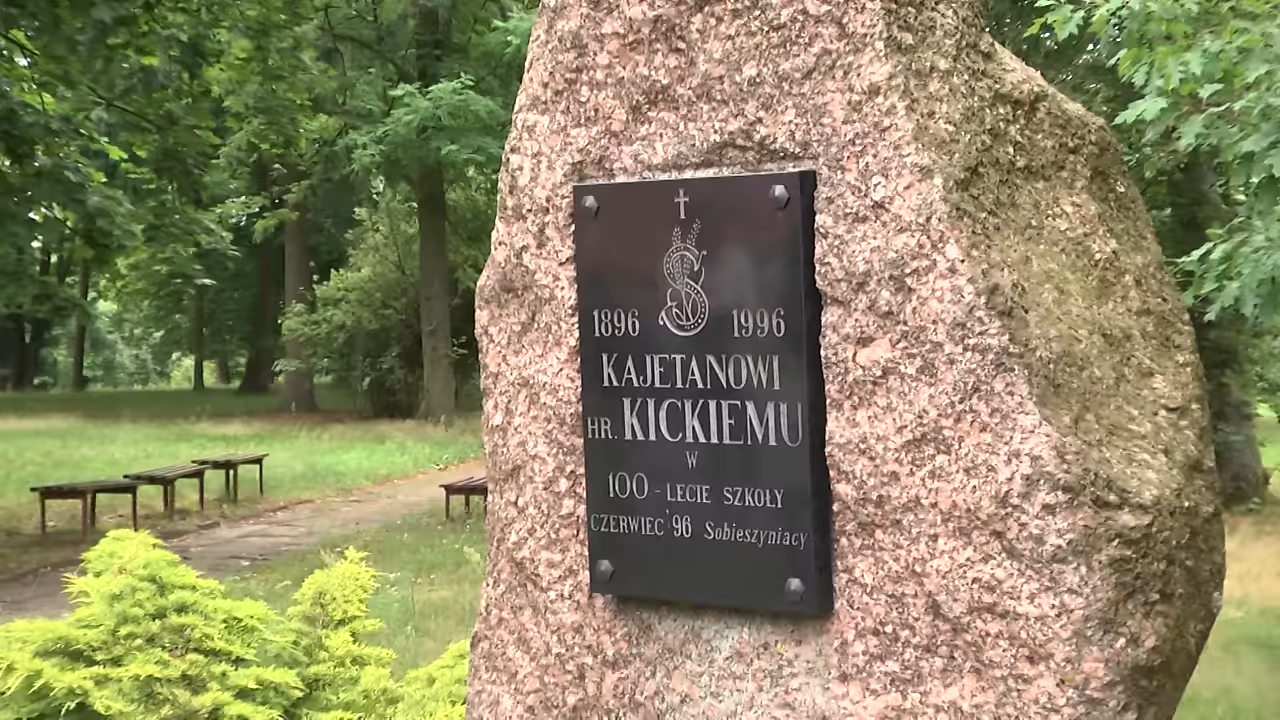 1896 1996
KAJETANOWI
HR. KICKIEMU
W
100 - LECIE SZKOŁY
CZERWIEC '96 Sobieszyniacy